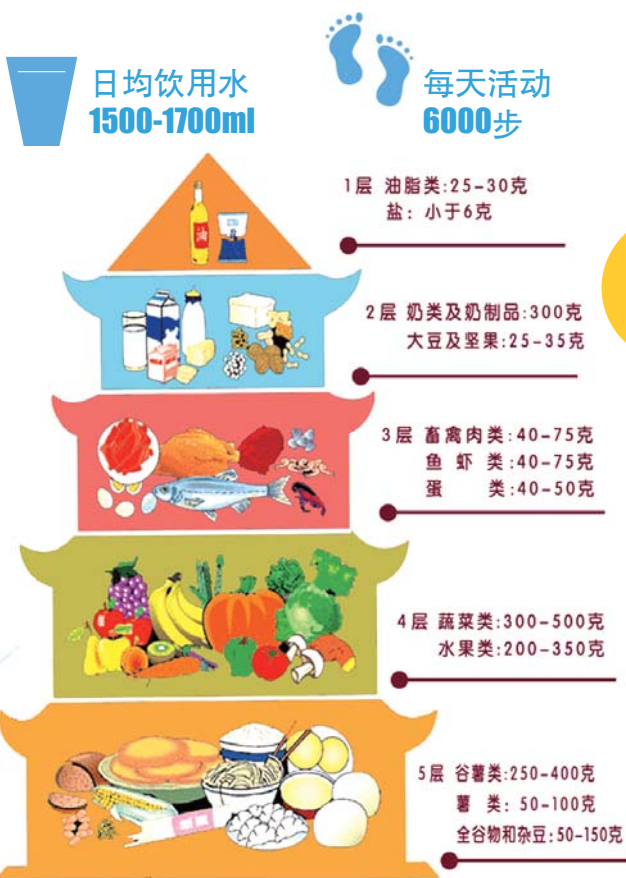 日均饮用水
1500-1700ml
每天活动
6000步
1层 油脂类:25-30克
盐: 小于6克
油
2层 奶类及奶制品:300克
大豆及坚果:25-35克
3层 畜禽肉类:40-75克
鱼 虾 类:40-75克
蛋 类:40-50克
4层 蔬菜类:300-500克
水果类:200-350克
5层 谷薯类:250-400克
薯 类: 50-100克
全谷物和杂豆:50-150克